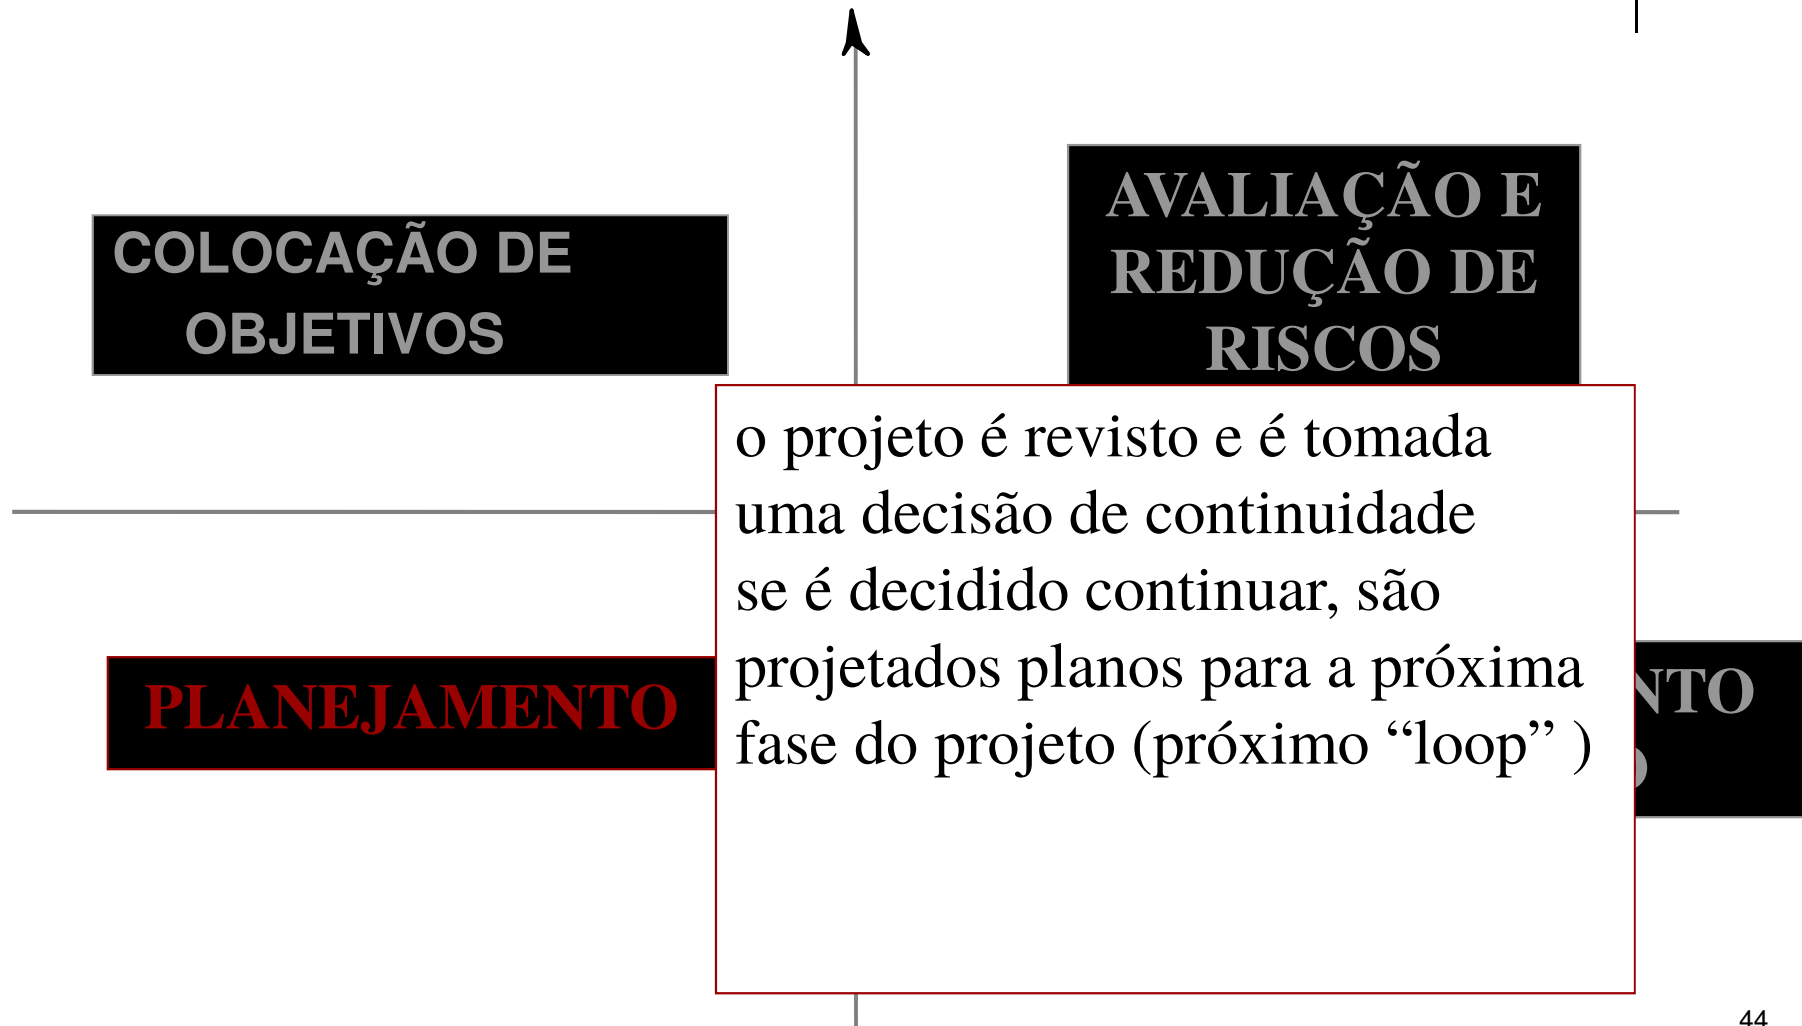 COLOCAÇÃO DE
OBJETIVOS
AVALIAÇÃO E
REDUÇÃO DE
RISCOS
o projeto é revisto e é tomada
uma decisão de continuidade
se é decidido continuar, são
projetados planos para a próxima
fase do projeto (próximo “loop” )
PLANEJAMENTO
44